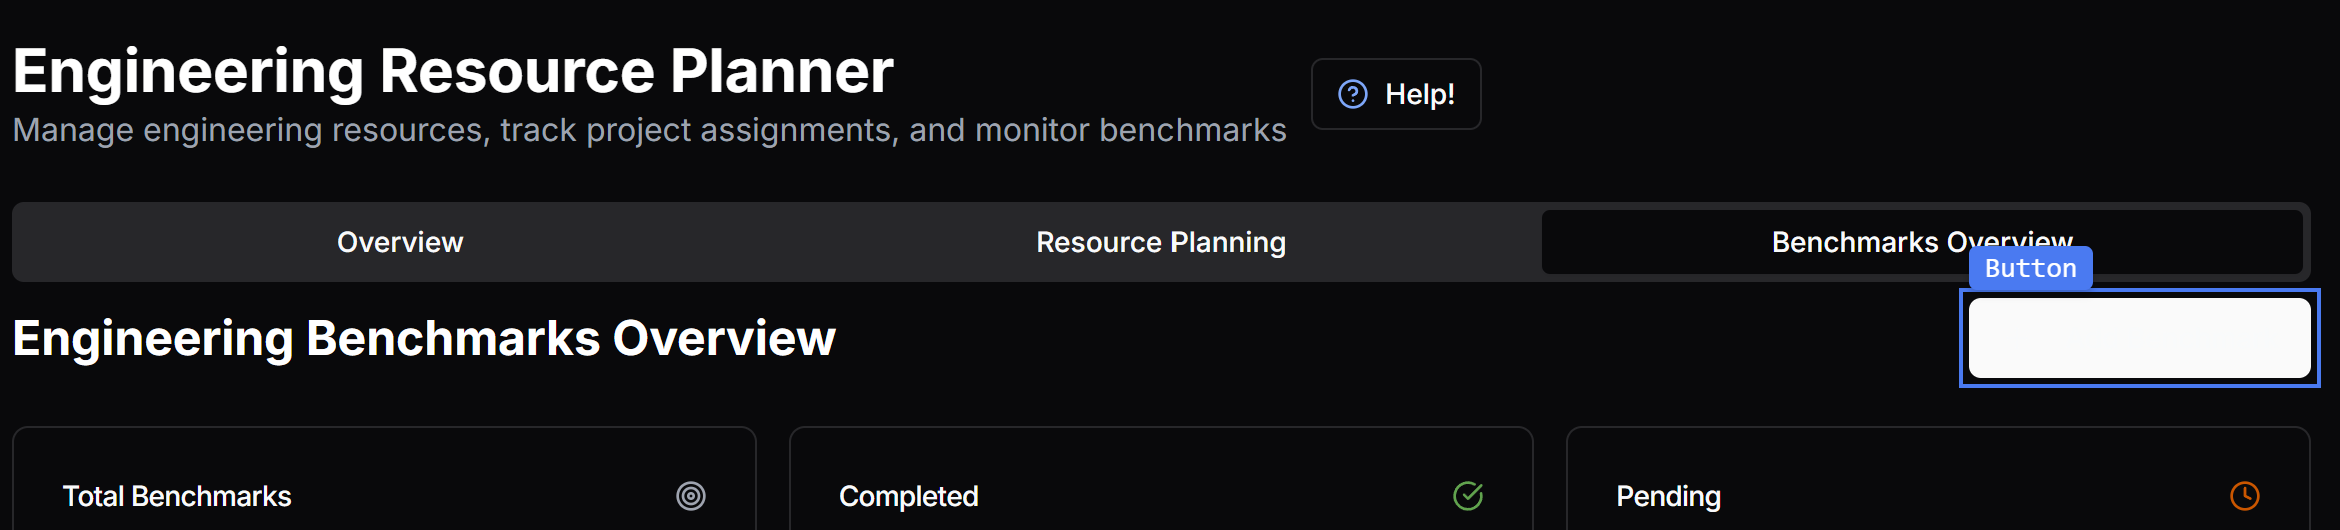 Engineering Resource Planner
Manage engineering resources, track project assignments, and monitor benchmarks
Help!
Overview
Resource Planning
Benchmarks Overview
Button
Engineering Benchmarks Overview
Total Benchmarks
Completed
Pending